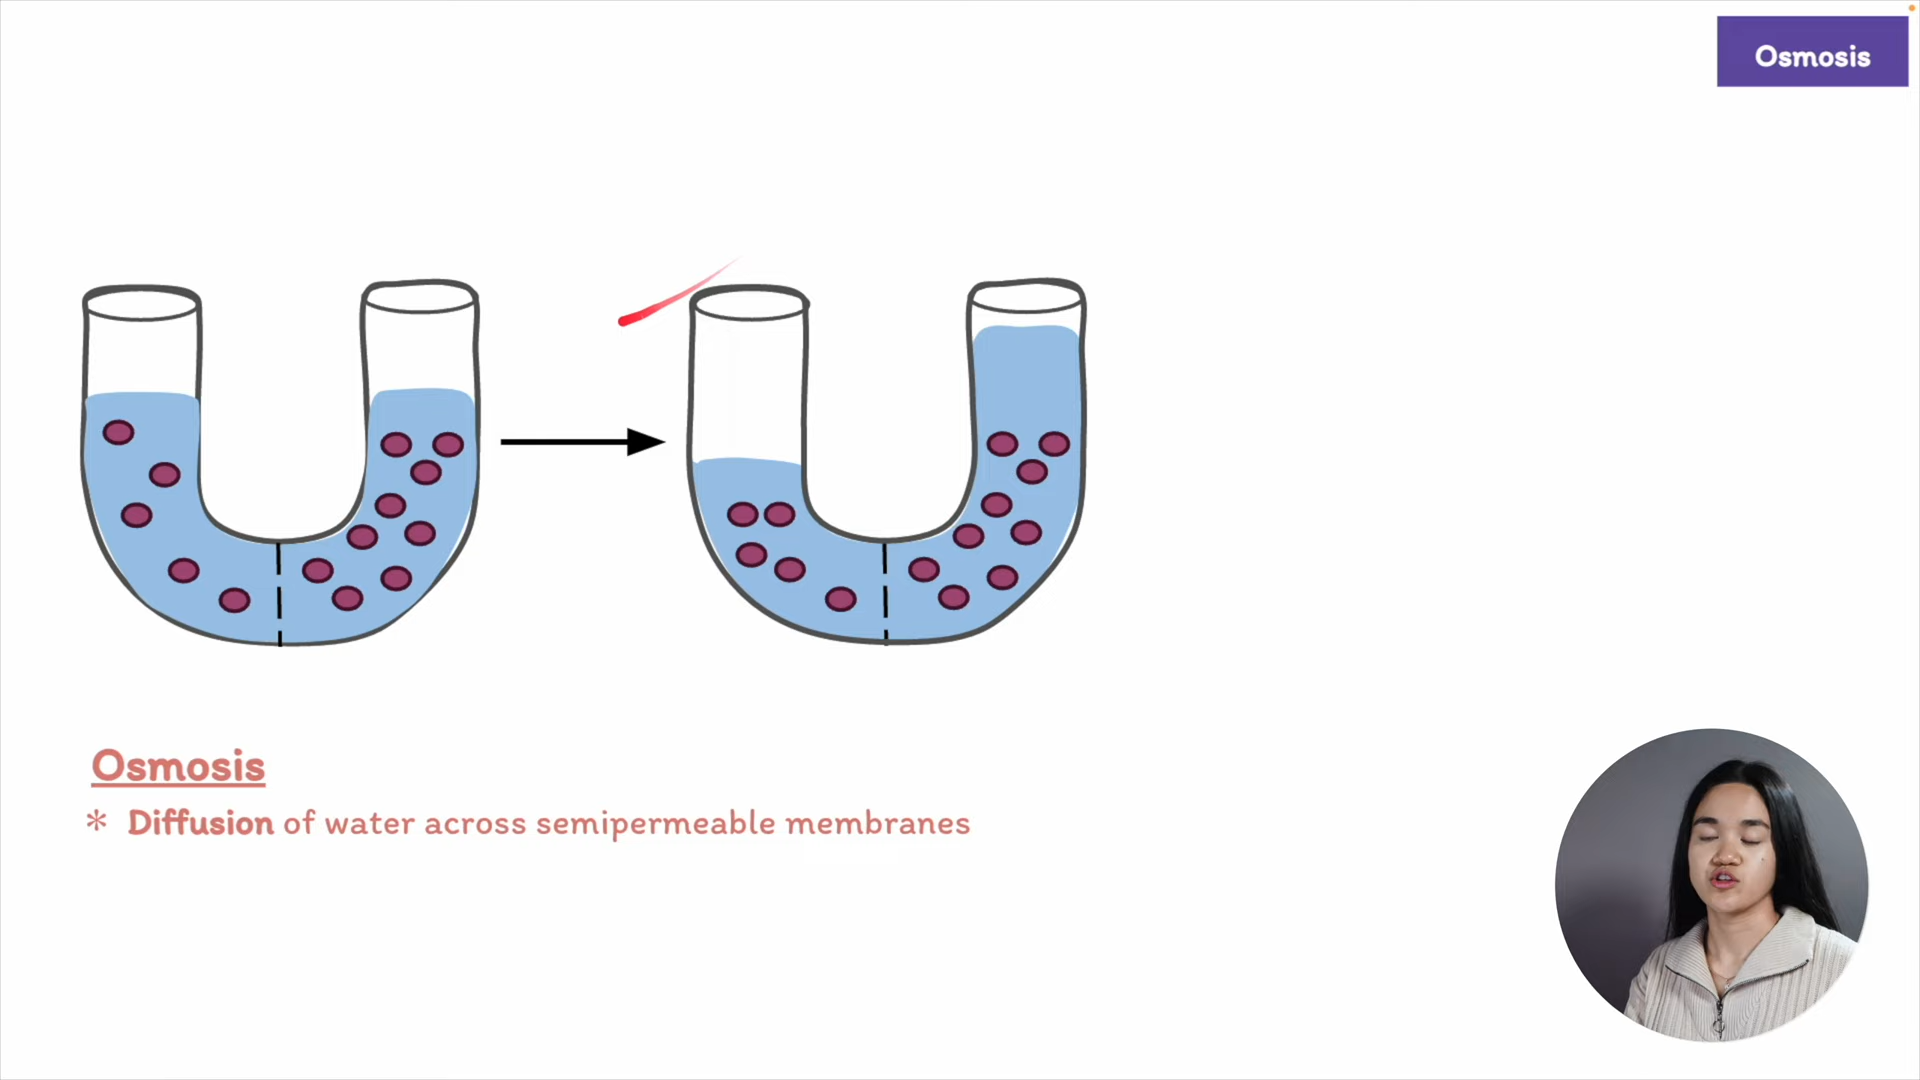 Osmosis
Osmosis
* Diffusion of water across semipermeable membranes